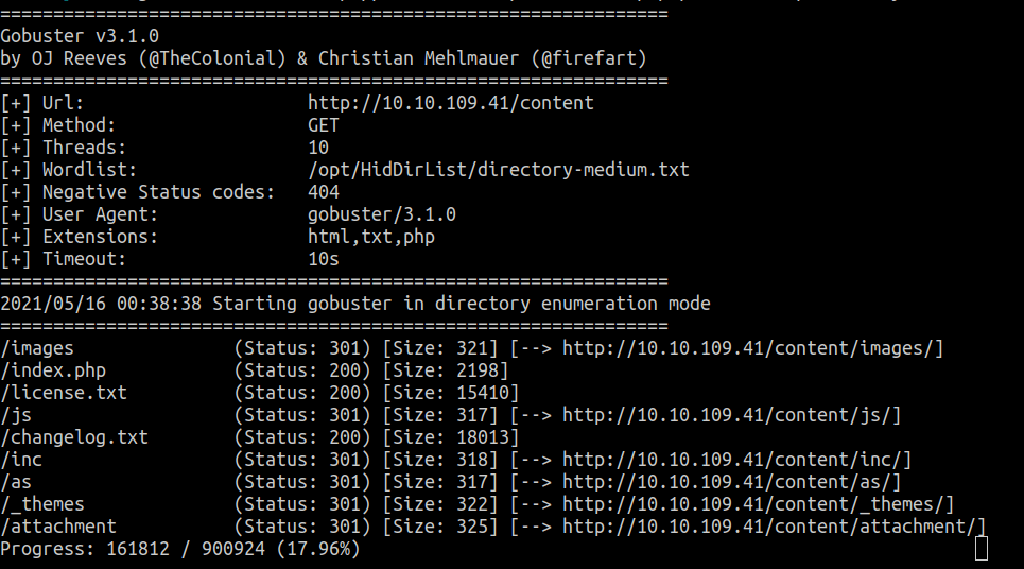 ===============================================================
Gobuster v3.1.0
by OJ Reeves (@TheColonial) & Christian Mehlmauer (@firefart)
===============================================================
[+] Url:                     http://10.10.109.41/content
[+] Method:                  GET
[+] Threads:                 10
[+] Wordlist:                /opt/HidDirList/directory-medium.txt
[+] Negative Status codes:   404
[+] User Agent:              gobuster/3.1.0
[+] Extensions:              html,txt,php
[+] Timeout:                 10s
===============================================================
2021/05/16 00:38:38 Starting gobuster in directory enumeration mode
===============================================================
/images               (Status: 301) [Size: 321] [--> http://10.10.109.41/content/images/]
/index.php            (Status: 200) [Size: 2198]
/license.txt          (Status: 200) [Size: 15410]
/js                   (Status: 301) [Size: 317] [--> http://10.10.109.41/content/js/]
/changelog.txt        (Status: 200) [Size: 18013]
/inc                  (Status: 301) [Size: 318] [--> http://10.10.109.41/content/inc/]
/as                   (Status: 301) [Size: 317] [--> http://10.10.109.41/content/as/]
/_themes              (Status: 301) [Size: 322] [--> http://10.10.109.41/content/_themes/]
/attachment           (Status: 301) [Size: 325] [--> http://10.10.109.41/content/attachment/]
Progress: 161812 / 900924 (17.96%)